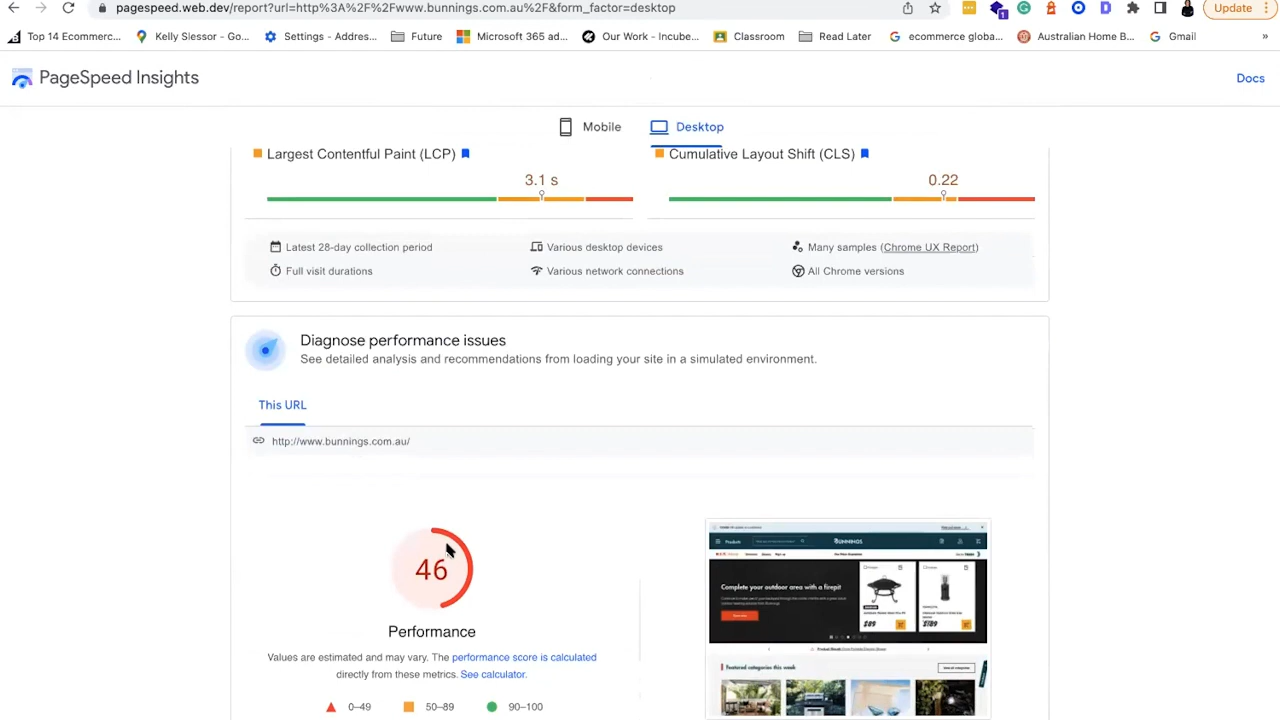 pagespeed.web.dev/report?url=http%3A%2F%2Fwww.bunnings.com.au%2F&form_factor=desktop
1
Update
Top 14 Ecommerc...
Kelly Slessor - Go...
Settings - Addres...
Future
Microsoft 365 ad...
Our Work - Incube...
Classroom
Read Later
ecommerce globa...
Australian Home B...
Gmail
»
PageSpeed Insights
Docs
Mobile
Desktop
Largest Contentful Paint (LCP)
3.1 s
Cumulative Layout Shift (CLS)
0.22
Latest 28-day collection period
Various desktop devices
Many samples (Chrome UX Report)
Full visit durations
Various network connections
All Chrome versions
Diagnose performance issues
See detailed analysis and recommendations from loading your site in a simulated environment.
This URL
http://www.bunnings.com.au/
46
Performance
Values are estimated and may vary. The performance score is calculated
directly from these metrics. See calculator.
0–49
50–89
90–100
Products
BUNNINGS
Complete your outdoor area with a firepit
$89
$189
Featured categories this week